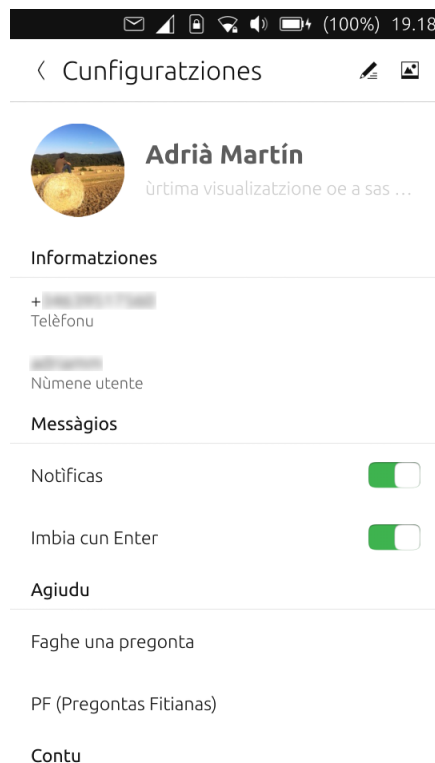 (100%) 19.18
Cunfiguratziones
Adrià Martín
ùrtima visualizatzione oe a sas ...
Informatziones
+
Telèfonu
Nùmene utente
Messàgios
Notìficas
Imbia cun Enter
Agiudu
Faghe una pregonta
PF (Pregontas Fitianas)
Contu